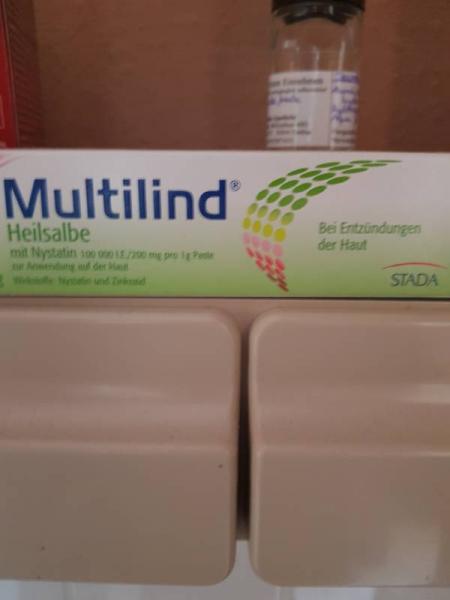 Multilind®
Heilsalbe
mit Nystatin 100 000 I.E./200 mg pro 1g Paste
zur Anwendung auf der Haut
Wirkstoffe: Nystatin und Zinkoxid
Bei Entzündungen
der Haut
STADA